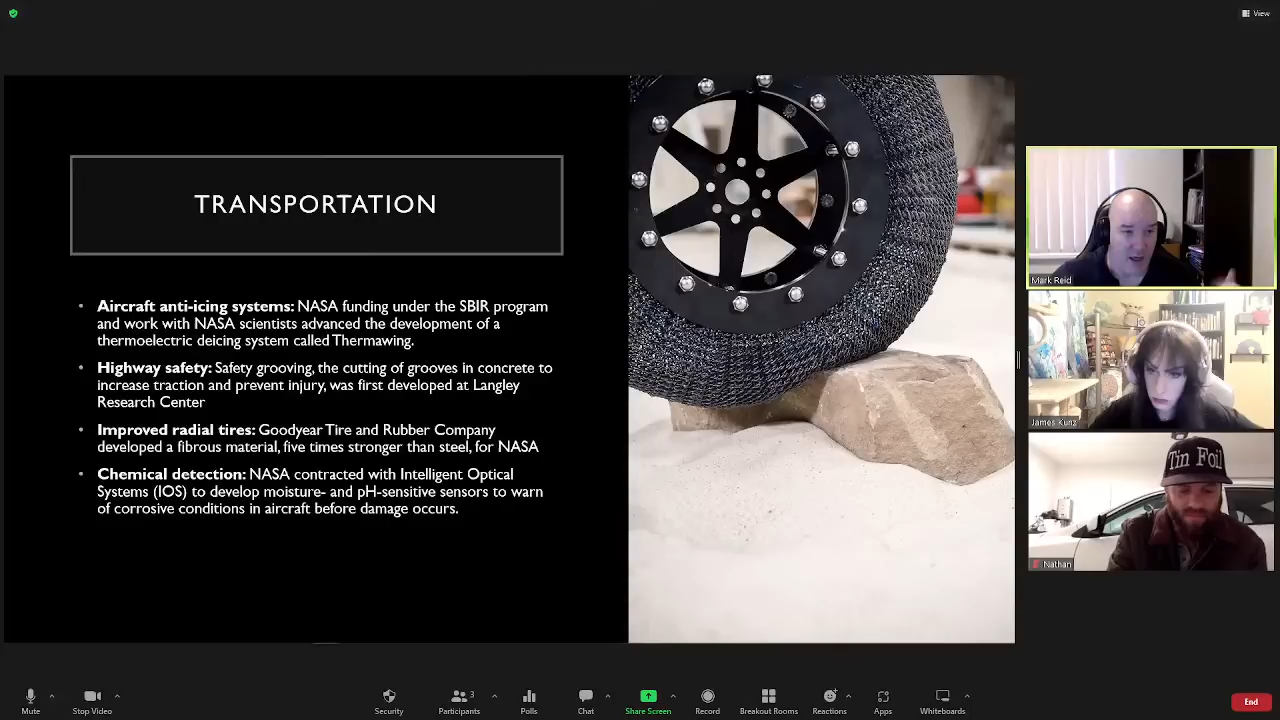 View
TRANSPORTATION
• Aircraft anti-icing systems: NASA funding under the SBIR program
and work with NASA scientists advanced the development of a
thermoelectric deicing system called Thermawing.
• Highway safety: Safety grooving, the cutting of grooves in concrete to
increase traction and prevent injury, was first developed at Langley
Research Center
• Improved radial tires: Goodyear Tire and Rubber Company
developed a fibrous material, five times stronger than steel, for NASA
• Chemical detection: NASA contracted with Intelligent Optical
Systems (IOS) to develop moisture- and pH-sensitive sensors to warn
of corrosive conditions in aircraft before damage occurs.
Mark Reid
James Kunz
Tin Foil
Nathan
Mute
Stop Video
Security
Participants 3
Polls
Chat
Share Screen
Record
Breakout Rooms
Reactions
Apps
Whiteboards
End